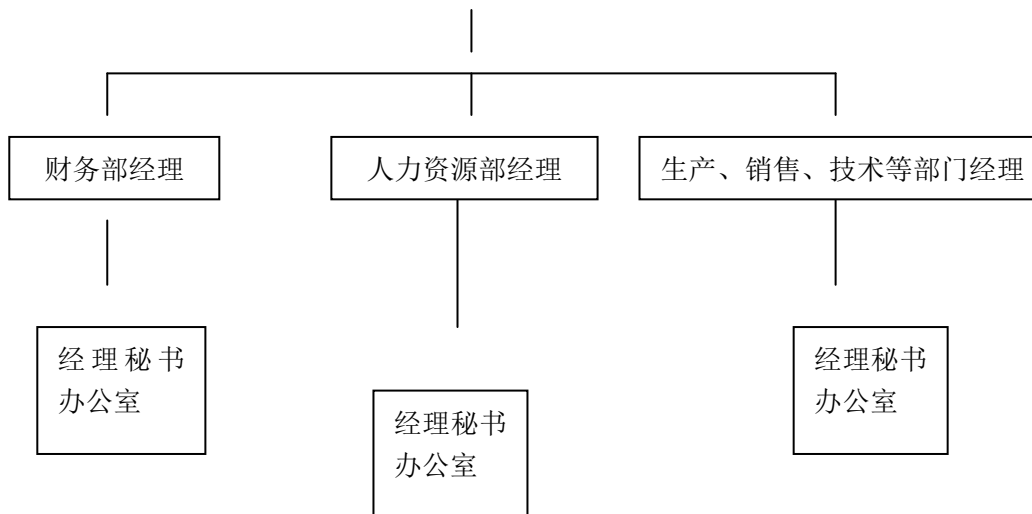 财务部经理
人力资源部经理
生产、销售、技术等部门经理
经理秘书
办公室
经理秘书
办公室
经理秘书
办公室